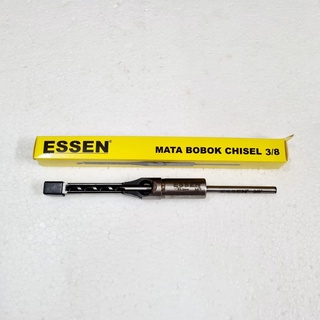 ESSEN
MATA BOBOK CHISEL 3/8